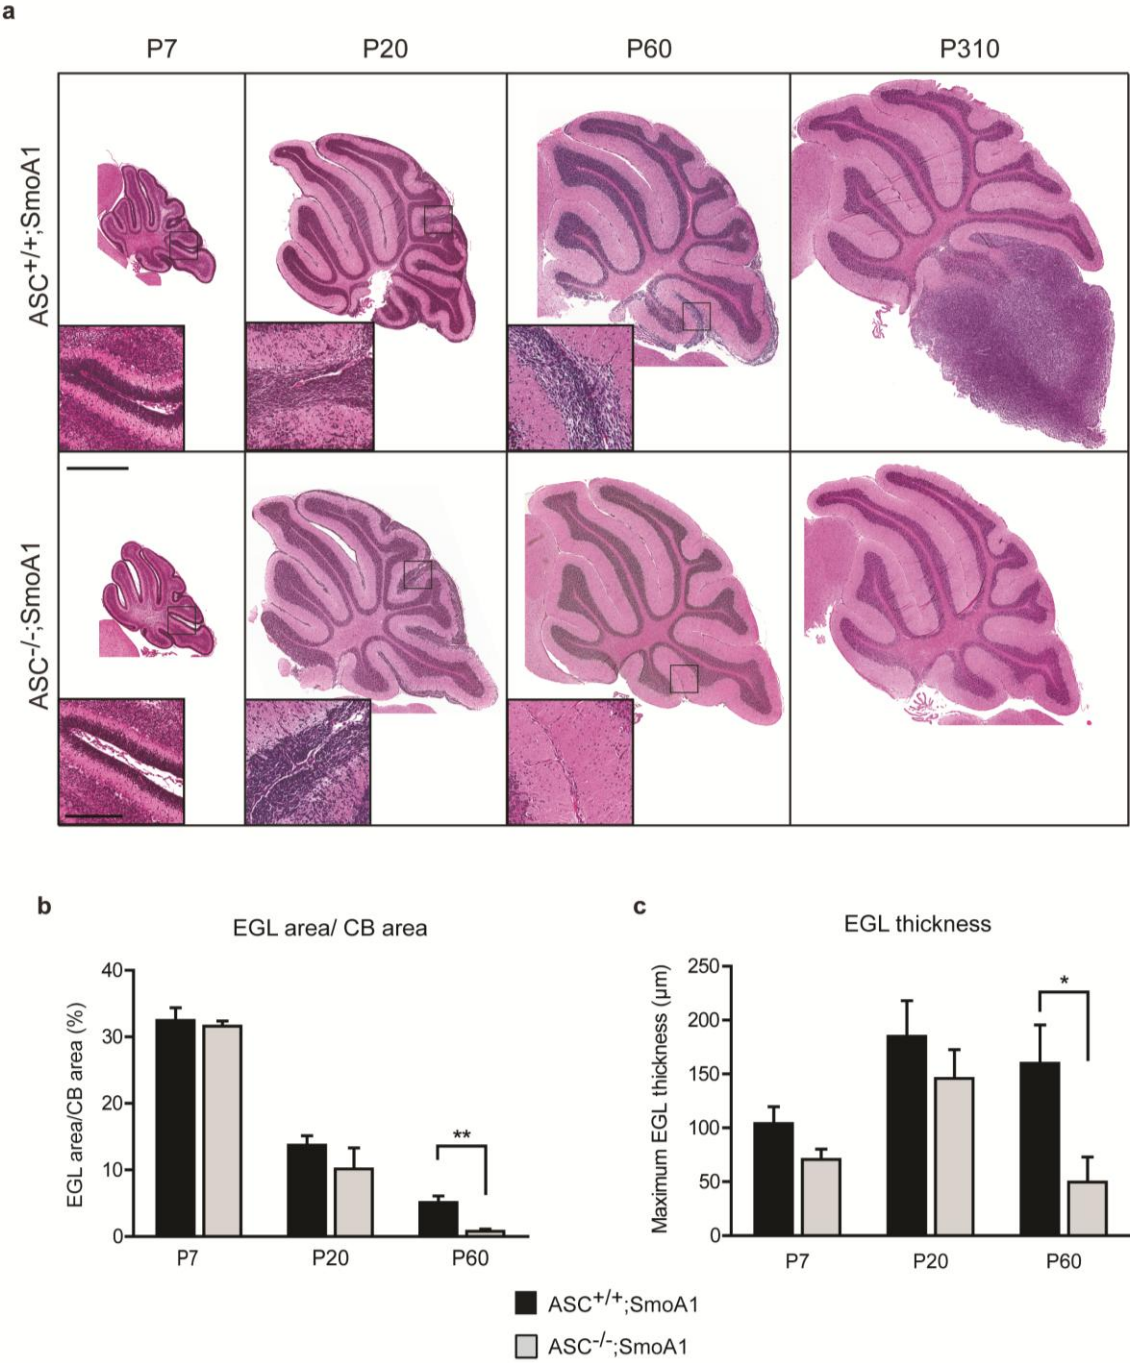 a
P7 P20 P60 P310
ASC+/+;SmoA1
ASC-/-;SmoA1
b
EGL area/ CB area
EGL area/CB area (%)
40
30
20
10
0
P7 P20 P60
**
c
EGL thickness
Maximum EGL thickness (μm)
250
200
150
100
50
0
P7 P20 P60
*
ASC+/+;SmoA1
ASC-/-;SmoA1